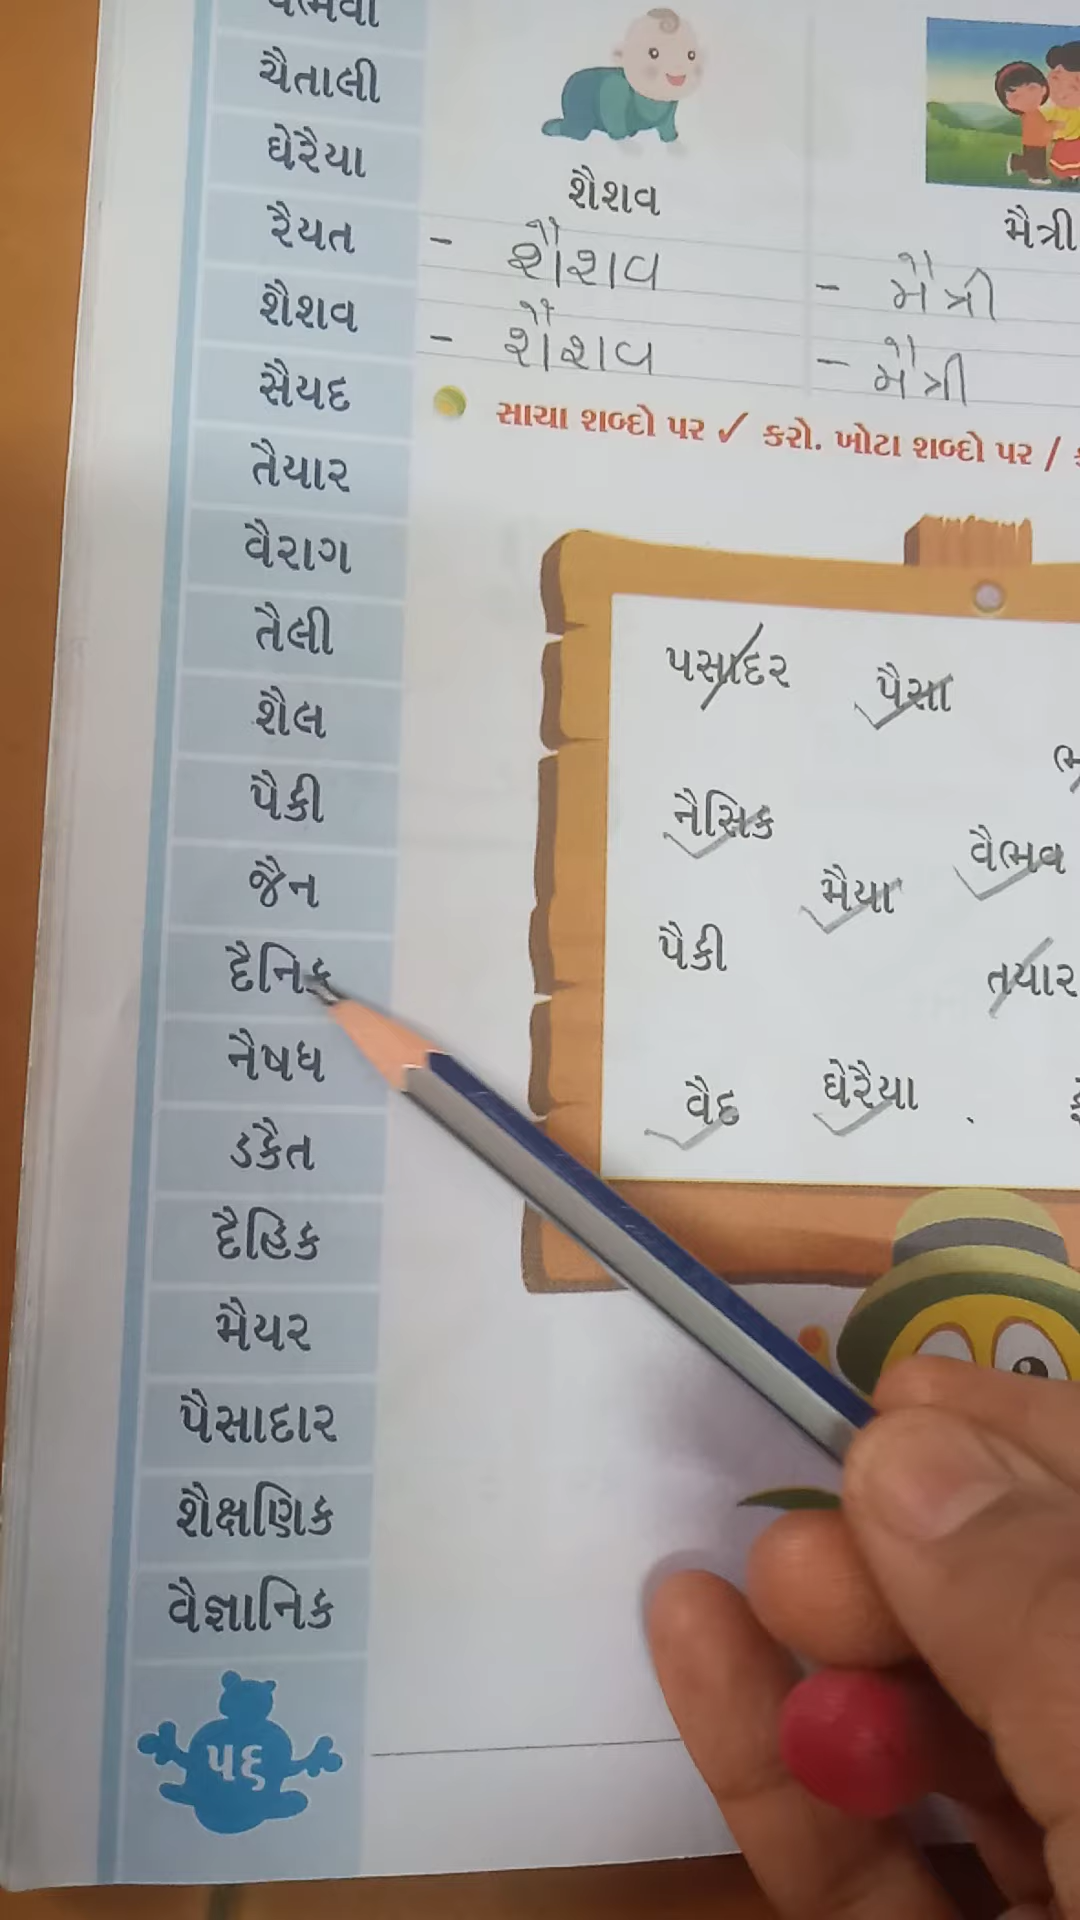 ચૈતાલી
ઘેરૈયા
રૈયત
શૈશવ
સૈયદ
તૈયાર
વૈરાગ
તૈલી
શૈલ
પૈકી
જૈન
દૈનિક
નૈષધ
ડકૈત
દૈહિક
મૈયર
પૈસાદાર
શૈક્ષણિક
વૈજ્ઞાનિક
૫૬
શૈશવ
મૈત્રી
- શૈશવ
- મૈત્રી
- શૈશવ
- મૈત્રી
સાચા શબ્દો પર ✓ કરો. ખોટા શબ્દો પર /
પસાદર પૈસા
નૈસિક
વૈભવ
મૈયા
પૈકી
તયાર
વૈદ ઘેરૈયા